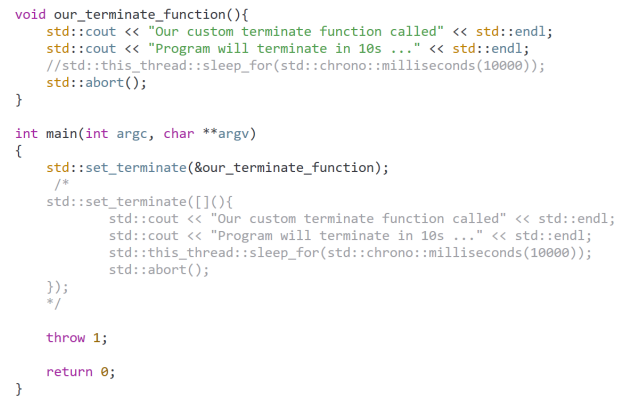 void our_terminate_function(){
    std::cout << "Our custom terminate function called" << std::endl;
    std::cout << "Program will terminate in 10s ..." << std::endl;
    //std::this_thread::sleep_for(std::chrono::milliseconds(10000));
    std::abort();
}

int main(int argc, char **argv)
{
    std::set_terminate(&our_terminate_function);
     /*
    std::set_terminate([](){
            std::cout << "Our custom terminate function called" << std::endl;
            std::cout << "Program will terminate in 10s ..." << std::endl;
            std::this_thread::sleep_for(std::chrono::milliseconds(10000));
            std::abort();
    });
    */

    throw 1;

    return 0;
}